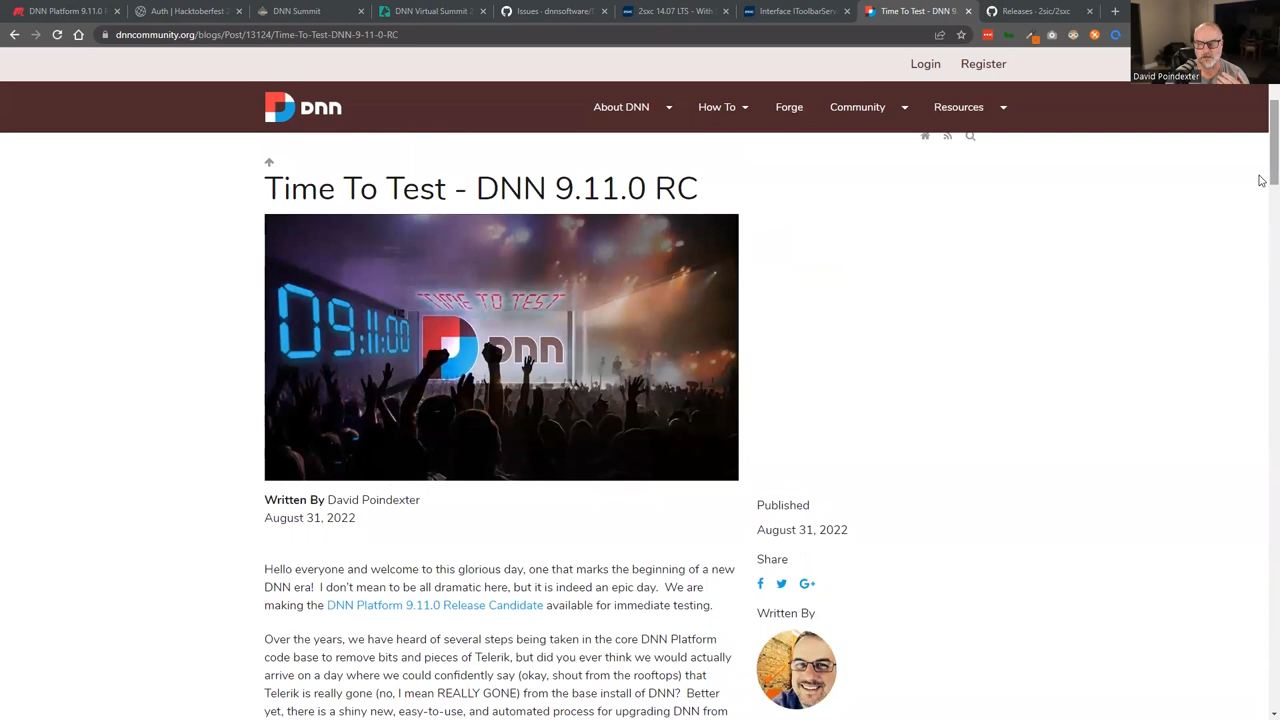 DNN Platform 9.11.0 R
Auth | Hacktoberfest 2
DNN Summit
DNN Virtual Summit 2
Issues · dnnsoftware/
2sxc 14.07 LTS - With
Interface IToolbarServ
Time To Test - DNN 9.
Releases · 2sic/2sxc
dnncommunity.org/blogs/Post/13124/Time-To-Test-DNN-9-11-0-RC
David Poindexter
Login Register
DNN
About DNN How To Forge Community Resources
Time To Test - DNN 9.11.0 RC
TIME TO TEST
09:11:00
DNN
Written By David Poindexter
August 31, 2022
Hello everyone and welcome to this glorious day, one that marks the beginning of a new
DNN era! I don't mean to be all dramatic here, but it is indeed an epic day. We are
making the DNN Platform 9.11.0 Release Candidate available for immediate testing.
Over the years, we have heard of several steps being taken in the core DNN Platform
code base to remove bits and pieces of Telerik, but did you ever think we would actually
arrive on a day where we could confidently say (okay, shout from the rooftops) that
Telerik is really gone (no, I mean REALLY GONE) from the base install of DNN? Better
yet, there is a shiny new, easy-to-use, and automated process for upgrading DNN from
Published
August 31, 2022
Share
Written By